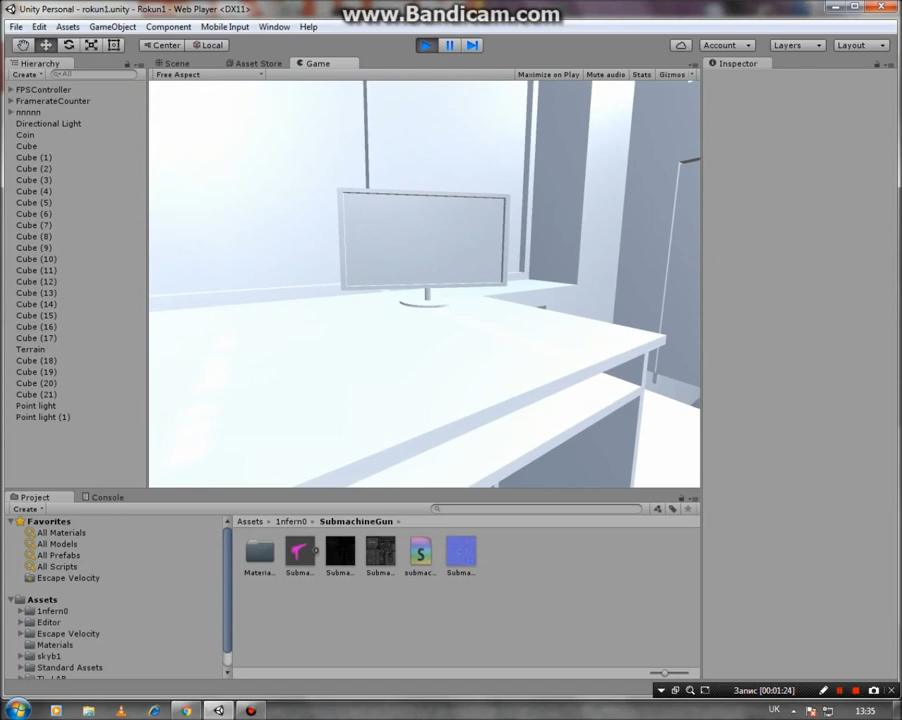 www.Bandicam.com
Unity Personal - rokun1.unity - Rokun1 - Web Player <DX11>
File Edit Assets GameObject Component Mobile Input Window Help
Center Local Account Layers Layout
Hierarchy Scene Asset Store Game Inspector
Create All Free Aspect Maximize on Play Mute audio Stats Gizmos
FPSController
FramerateCounter
nnnnn
Directional Light
Coin
Cube
Cube (1)
Cube (2)
Cube (3)
Cube (4)
Cube (5)
Cube (6)
Cube (7)
Cube (8)
Cube (9)
Cube (10)
Cube (11)
Cube (12)
Cube (13)
Cube (14)
Cube (15)
Cube (16)
Cube (17)
Terrain
Cube (18)
Cube (19)
Cube (20)
Cube (21)
Point light
Point light (1)
Project Console
Create
Favorites
All Materials
All Models
All Prefabs
All Scripts
Escape Velocity
Assets
1nfern0
Editor
Escape Velocity
Materials
skyb1
Standard Assets
Assets 1nfern0 SubmachineGun
S
Materia... Subma... Subma... Subma... submac... Subma...
Запис [00:01:24]
UK 13:35